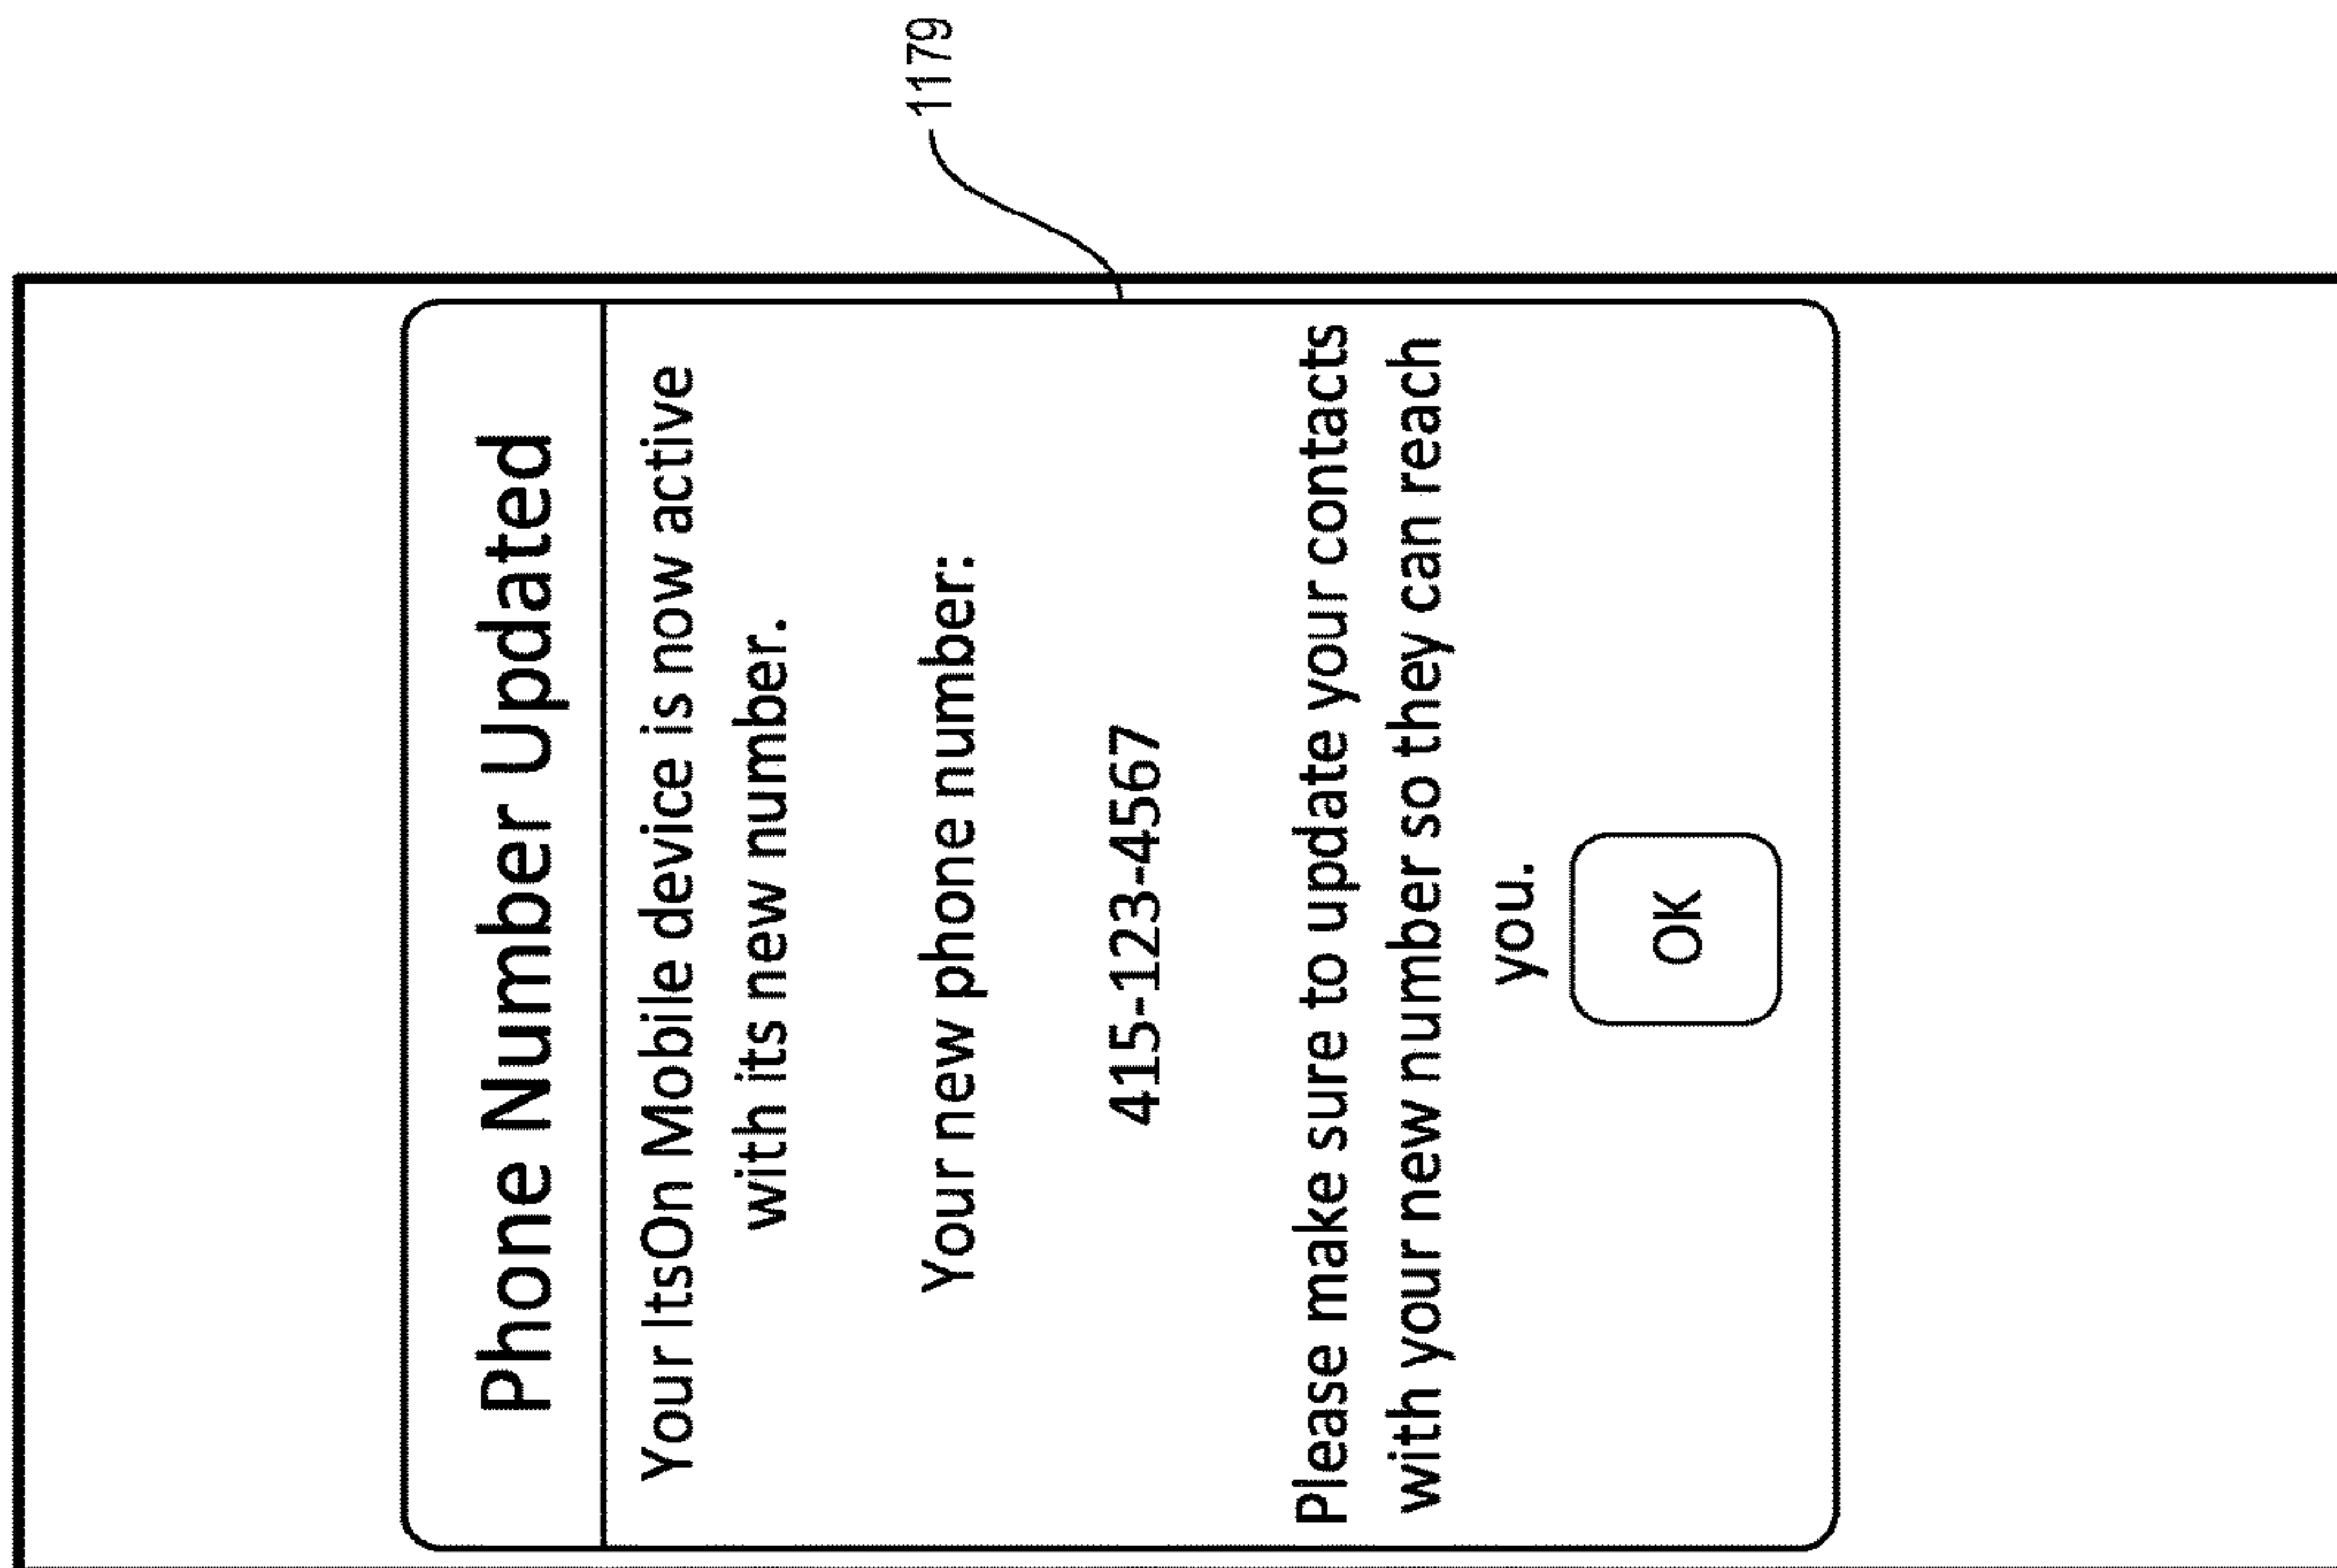 Phone Number Updated
Your ItsOn Mobile device is now active
with its new number.
Your new phone number:
415-123-4567
Please make sure to update your contacts
with your new number so they can reach
you.
OK
1179